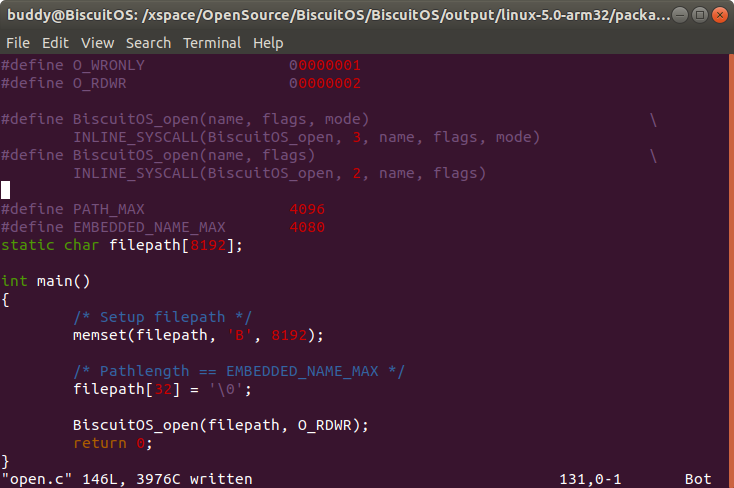 buddy@BiscuitOS: /xspace/OpenSource/BiscuitOS/BiscuitOS/output/linux-5.0-arm32/packa...
File Edit View Search Terminal Help
#define O_WRONLY 00000001
#define O_RDWR 00000002
#define BiscuitOS_open(name, flags, mode) \
INLINE_SYSCALL(BiscuitOS_open, 3, name, flags, mode)
#define BiscuitOS_open(name, flags) \
INLINE_SYSCALL(BiscuitOS_open, 2, name, flags)
#define PATH_MAX 4096
#define EMBEDDED_NAME_MAX 4080
static char filepath[8192];
int main()
{
/* Setup filepath */
memset(filepath, 'B', 8192);
/* Pathlength == EMBEDDED_NAME_MAX */
filepath[32] = '\0';
BiscuitOS_open(filepath, O_RDWR);
return 0;
}
"open.c" 146L, 3976C written 131,0-1 Bot